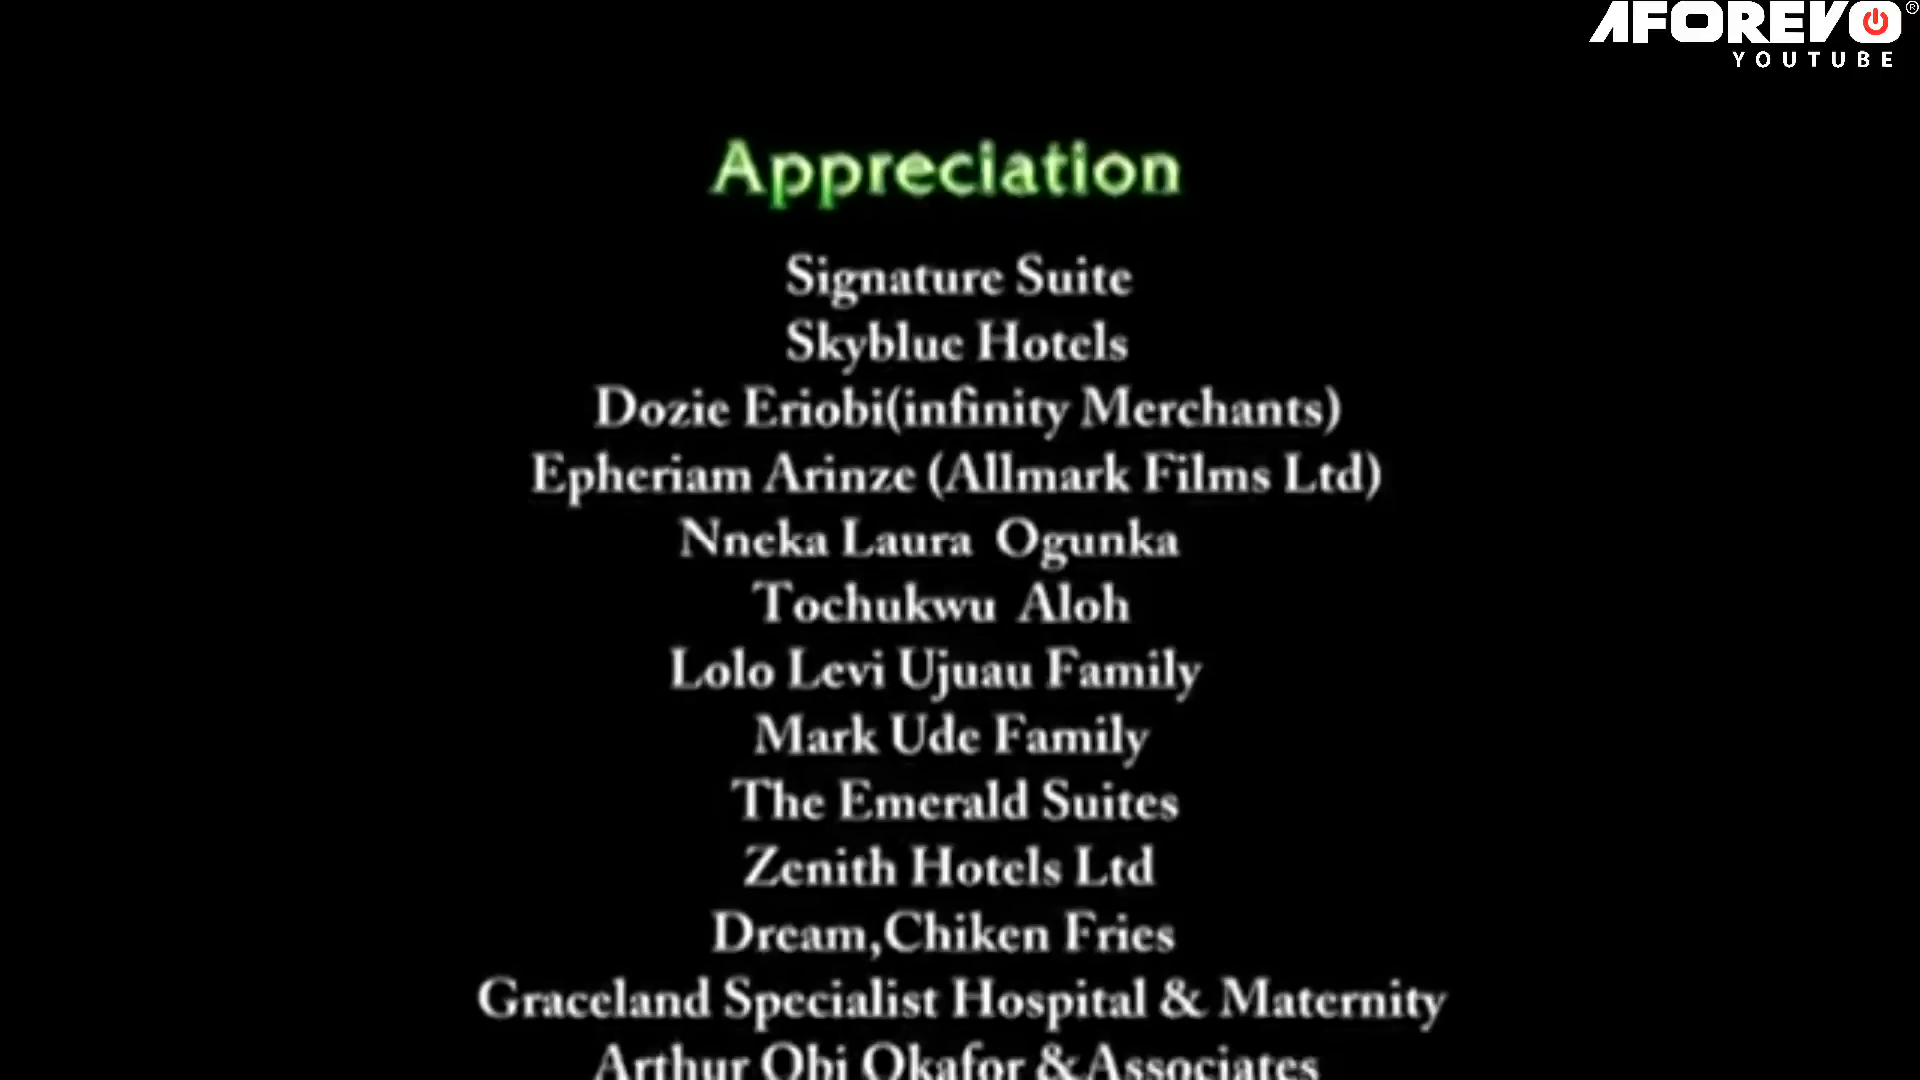 AFOREVO®
YOUTUBE
Appreciation
Signature Suite
Skyblue Hotels
Dozie Eriobi(infinity Merchants)
Epheriam Arinze (Allmark Films Ltd)
Nneka Laura Ogunka
Tochukwu Aloh
Lolo Levi Ujuau Family
Mark Ude Family
The Emerald Suites
Zenith Hotels Ltd
Dream,Chiken Fries
Graceland Specialist Hospital & Maternity
Arthur Obi Okafor &Associates